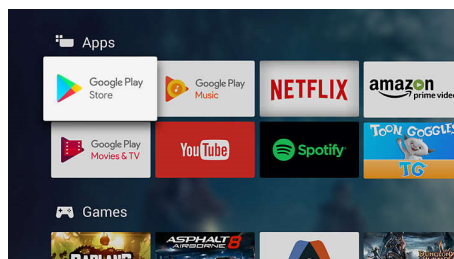 Apps
Google Play
Store
Google Play
Music
NETFLIX
amazon
prime video
Google Play
Movies & TV
YouTube
Spotify
TOON GOGGLES
TG
Games
BADLAND
ASPHALT 8
AIRBORNE